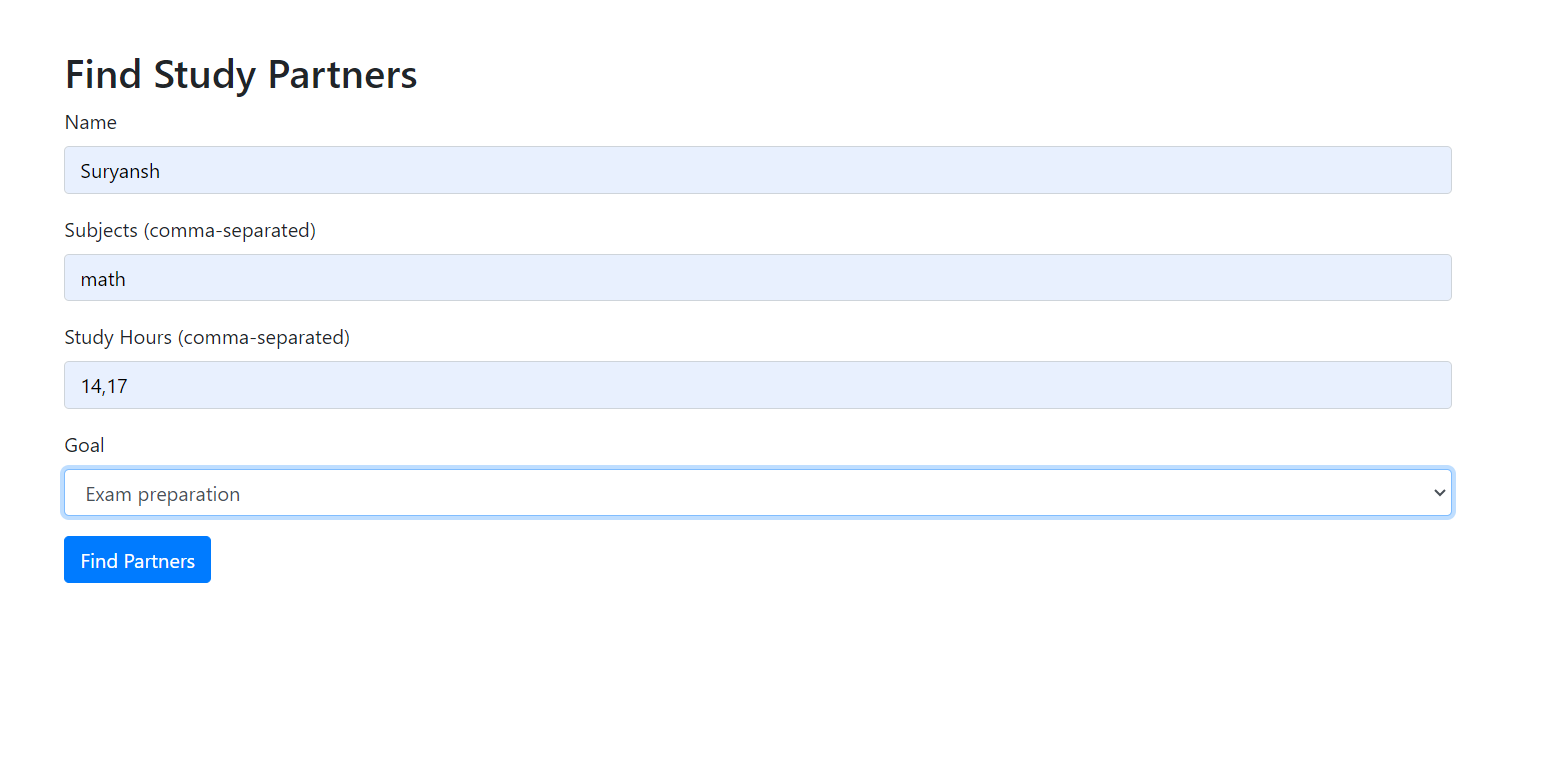 Find Study Partners
Name
Suryansh
Subjects (comma-separated)
math
Study Hours (comma-separated)
14,17
Goal
Exam preparation
Find Partners